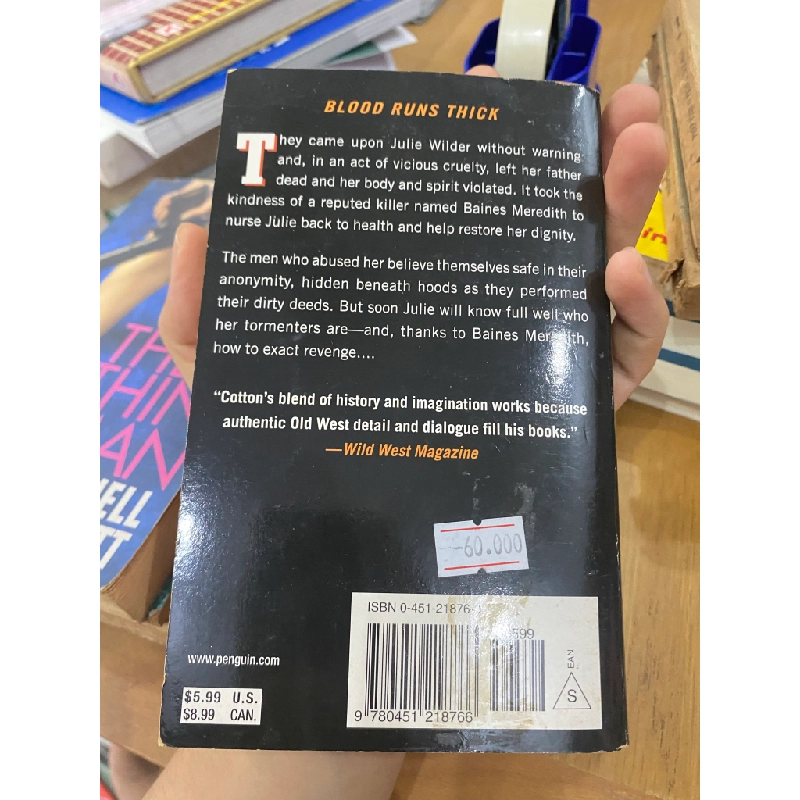 BLOOD RUNS THICK
They came upon Julie Wilder without warning
and, in an act of vicious cruelty, left her father
dead and her body and spirit violated. It took the
kindness of a reputed killer named Baines Meredith to
nurse Julie back to health and help restore her dignity.
The men who abused her believe themselves safe in their
anonymity, hidden beneath hoods as they performed
their dirty deeds. But soon Julie will know full well who
her tormenters are—and, thanks to Baines Meredith,
how to exact revenge....
“Cotton's blend of history and imagination works because
authentic Old West detail and dialogue fill his books.”
—Wild West Magazine
60.000
ISBN 0-451-21876-
599
EAN
S
www.penguin.com
$5.99 U.S.
$8.99 CAN.
9 780451 218766